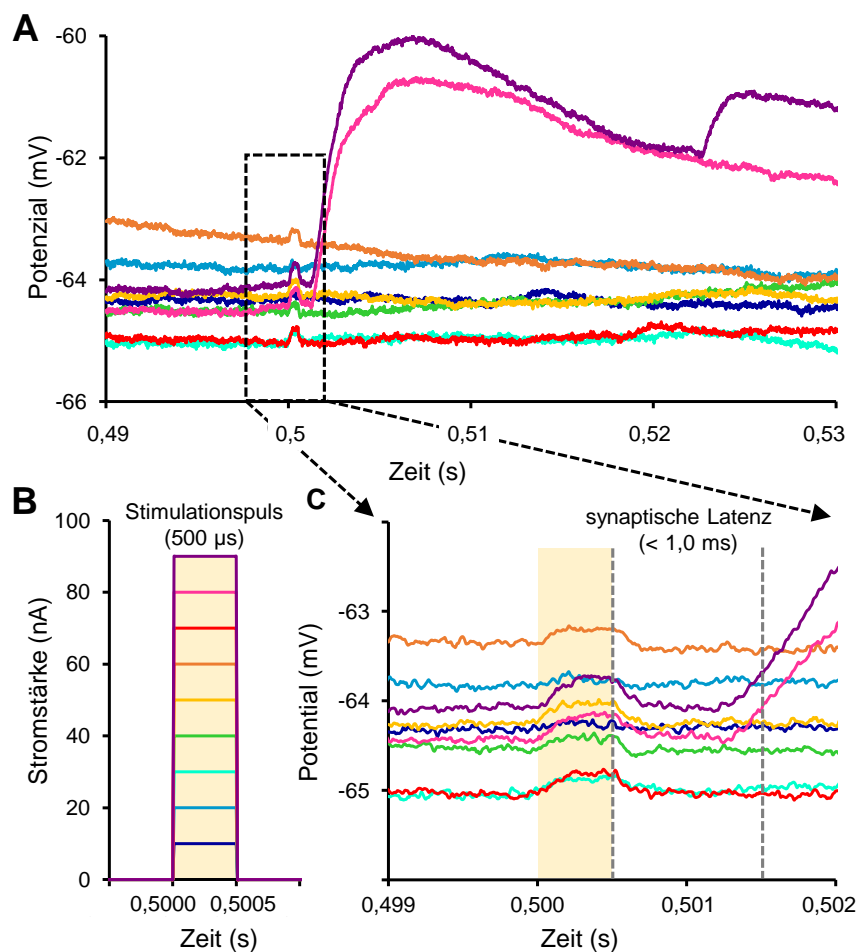 A
-60
-62
-64
-66
Potenzial (mV)
0,49
0,5
0,51
0,52
0,53
Zeit (s)
B
Stimulationspuls
(500 µs)
100
80
60
40
20
0
Stromstärke (nA)
0,5000
0,5005
Zeit (s)
C
synaptische Latenz
(< 1,0 ms)
-63
-64
-65
Potential (mV)
0,499
0,500
0,501
0,502
Zeit (s)